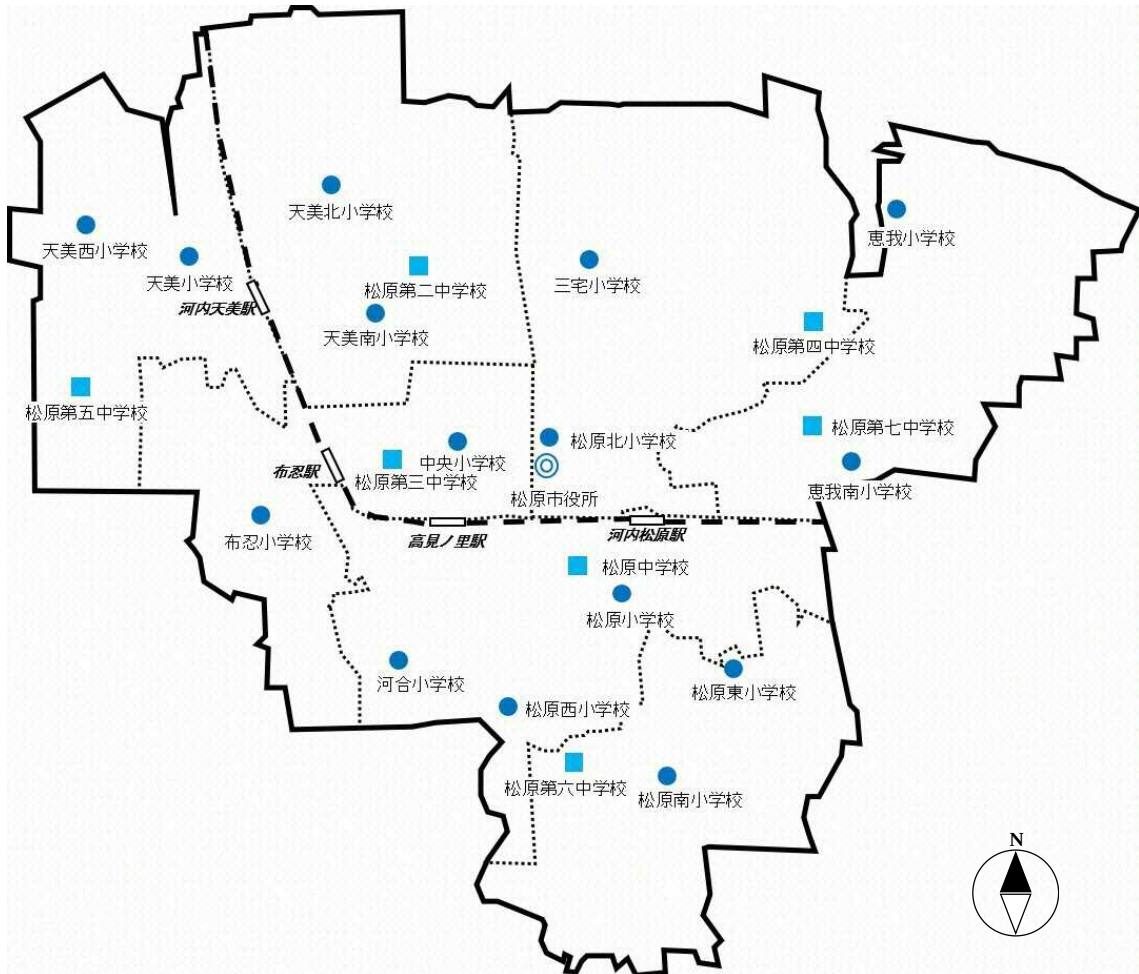 天美北小学校
恵我小学校
天美西小学校
天美小学校
三宅小学校
松原第二中学校
河内天美駅
天美南小学校
松原第四中学校
松原第五中学校
松原第七中学校
松原北小学校
中央小学校
布忍駅
松原第三中学校
恵我南小学校
松原市役所
布忍小学校
高見ノ里駅
河内松原駅
松原中学校
松原小学校
河合小学校
松原東小学校
松原西小学校
松原第六中学校
松原南小学校
N